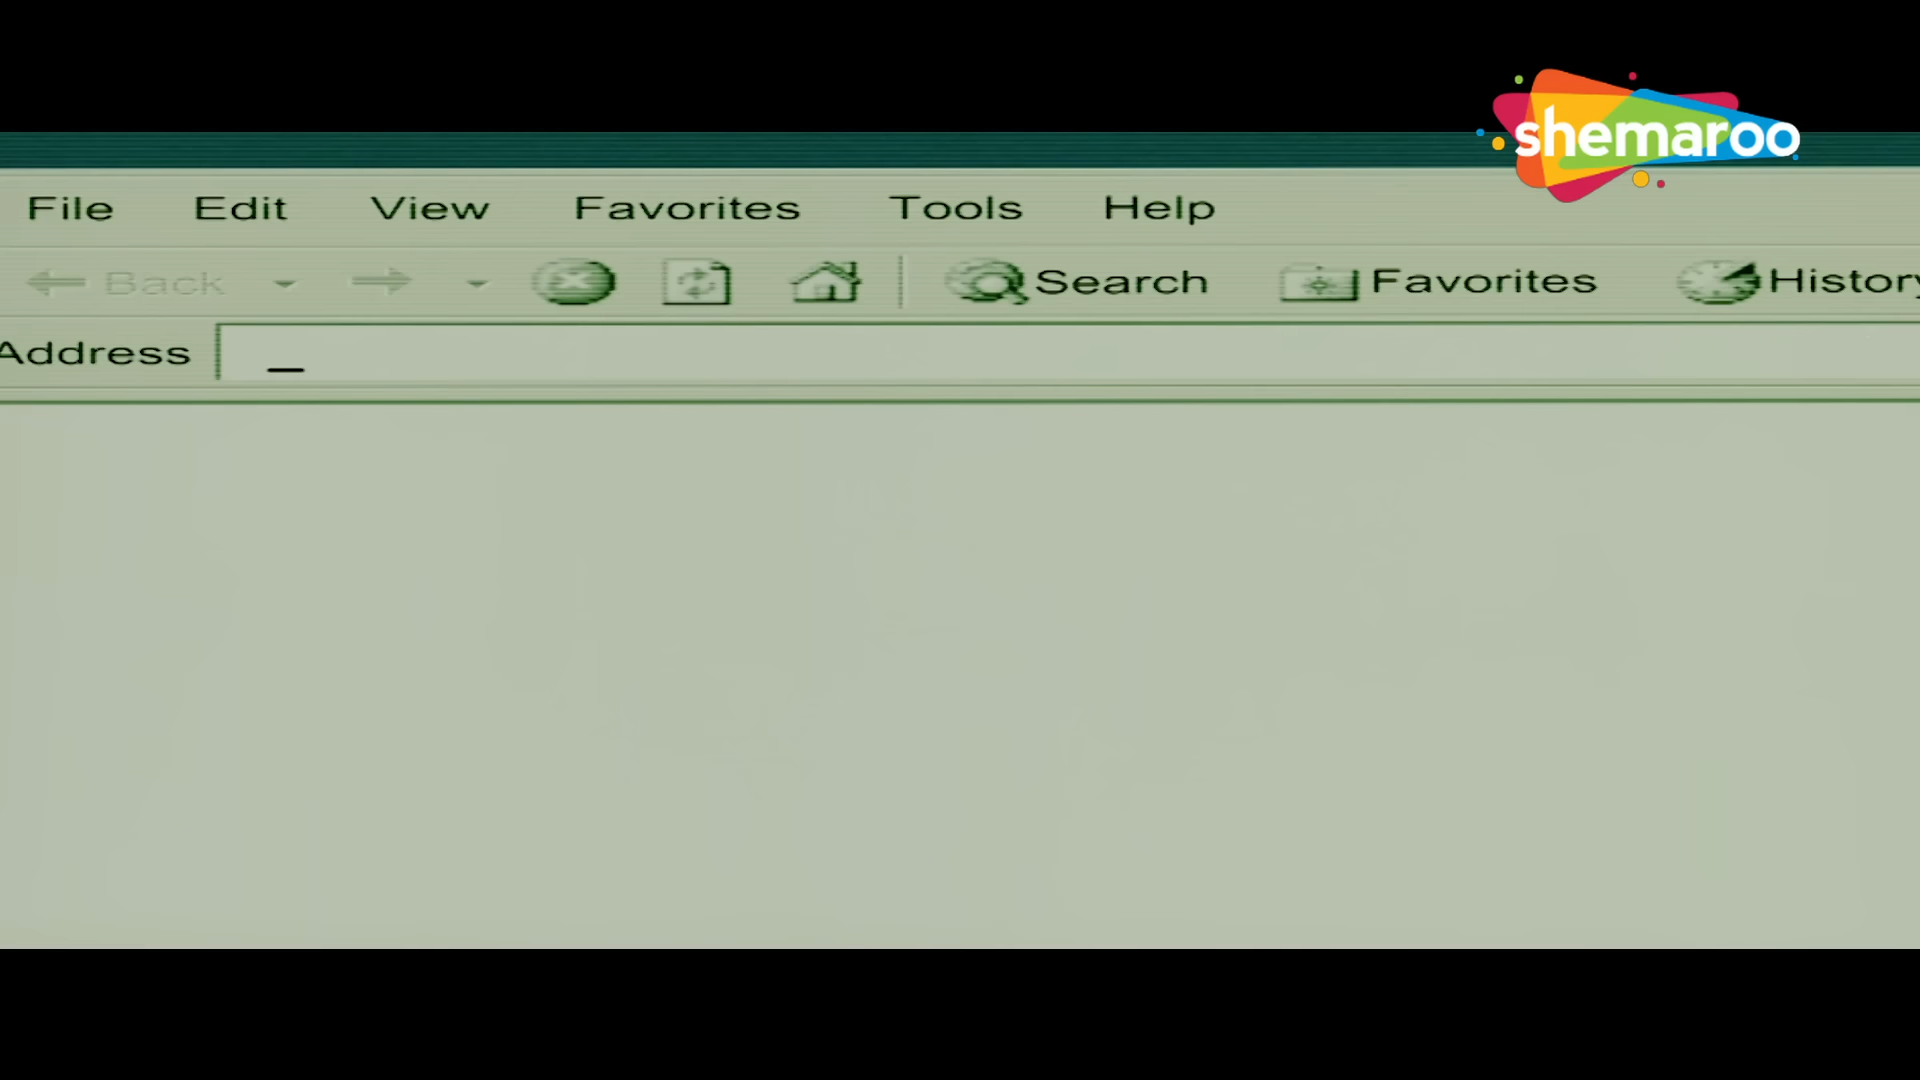 shemaroo
File Edit View Favorites Tools Help
Back Search Favorites History
Address _